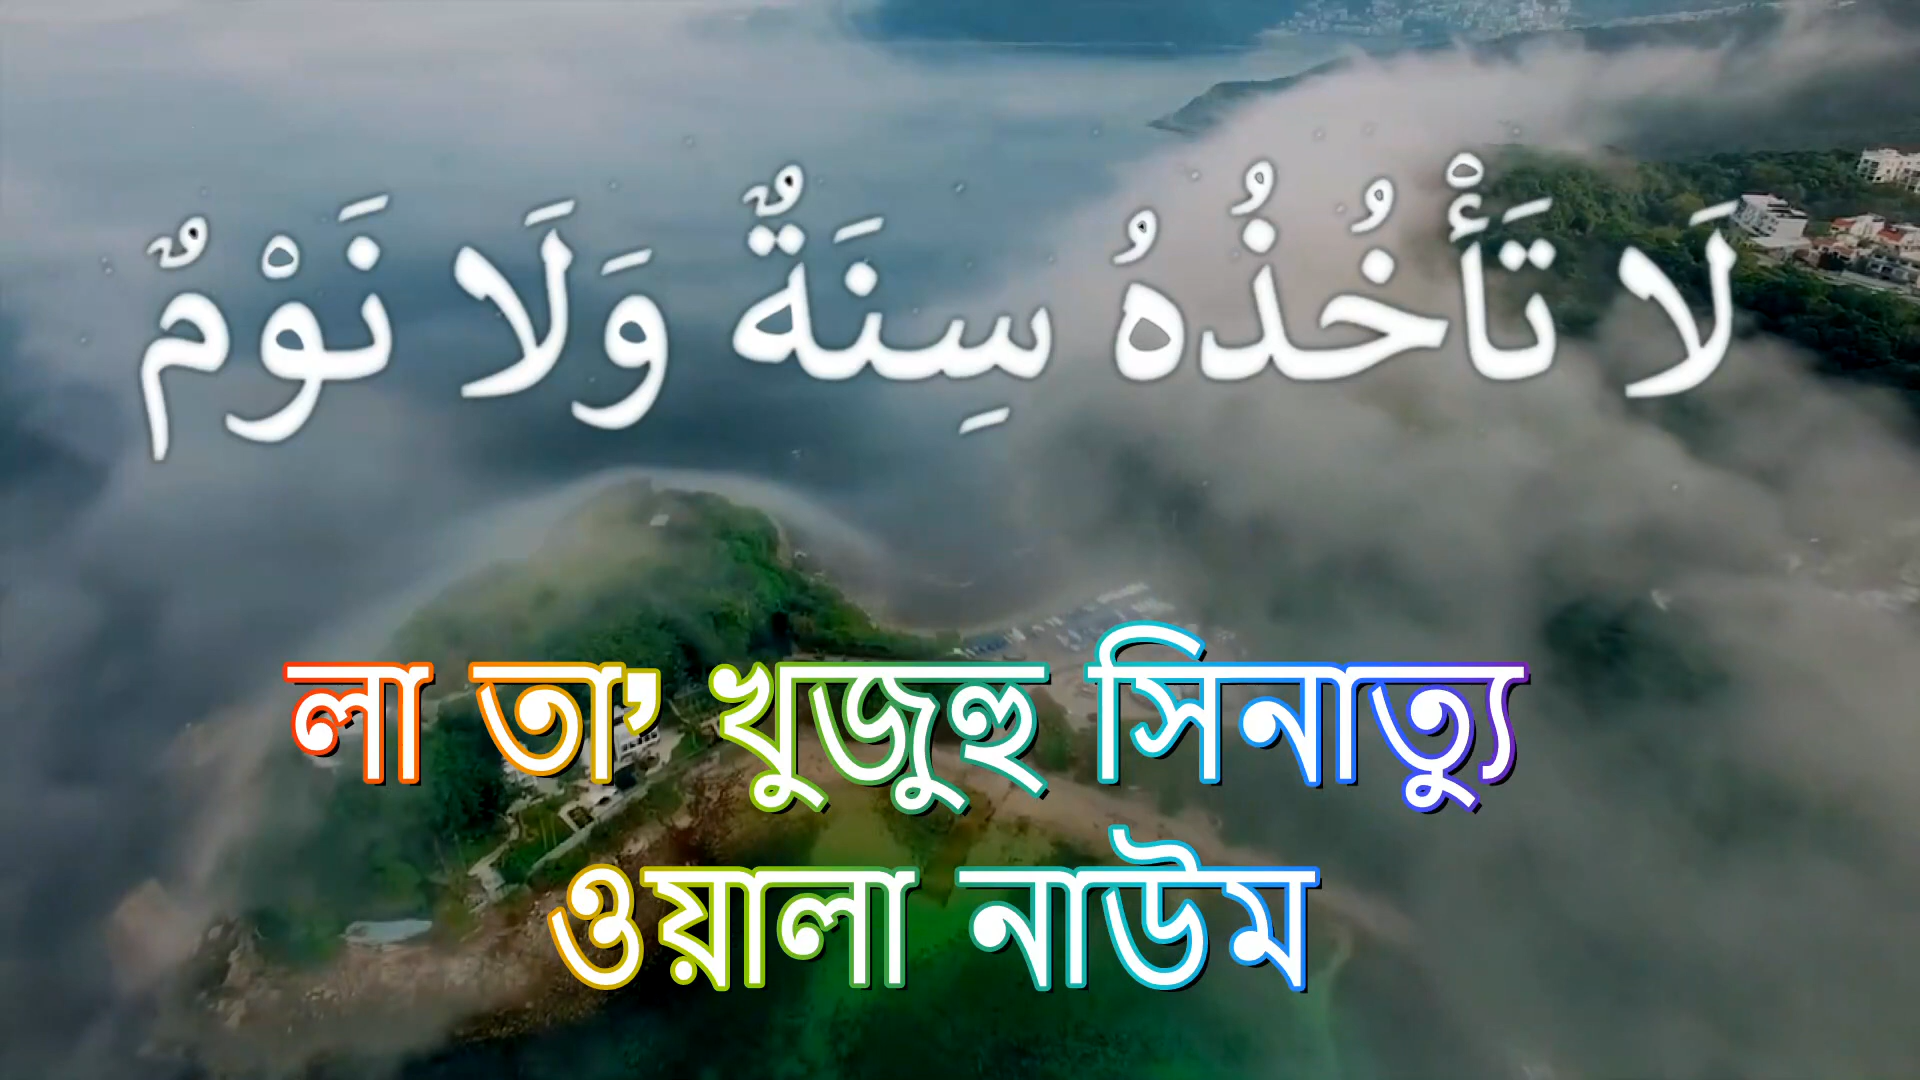 لَا تَأْخُذُهُ سِنَةٌ وَلَا نَوْمٌ
লা তা’ খুজুহু সিনাত্যু
ওয়ালা নাউম